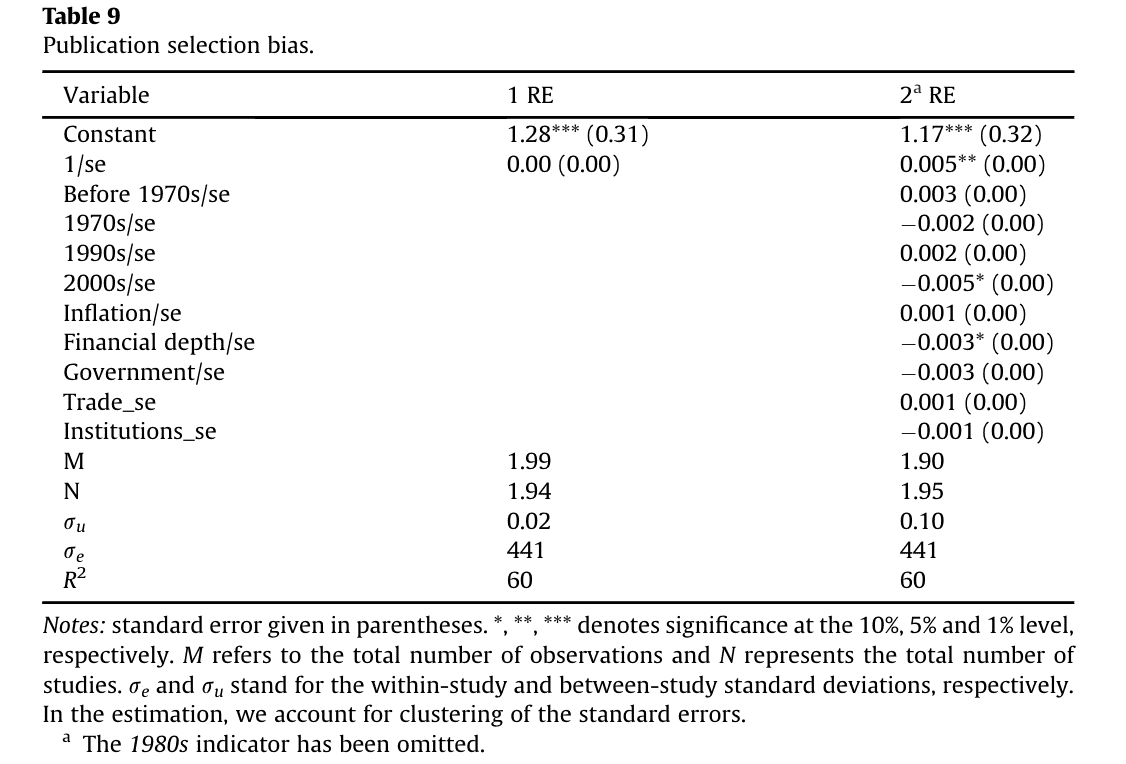 Table 9
Publication selection bias.
Variable 1 RE 2ᵃ RE
Constant 1.28*** (0.31) 1.17*** (0.32)
1/se 0.00 (0.00) 0.005** (0.00)
Before 1970s/se 0.003 (0.00)
1970s/se −0.002 (0.00)
1990s/se 0.002 (0.00)
2000s/se −0.005* (0.00)
Inflation/se 0.001 (0.00)
Financial depth/se −0.003* (0.00)
Government/se −0.003 (0.00)
Trade_se 0.001 (0.00)
Institutions_se −0.001 (0.00)
M 1.99 1.90
N 1.94 1.95
σᵤ 0.02 0.10
σₑ 441 441
R² 60 60
Notes: standard error given in parentheses. *, **, *** denotes significance at the 10%, 5% and 1% level,
respectively. M refers to the total number of observations and N represents the total number of
studies. σₑ and σᵤ stand for the within-study and between-study standard deviations, respectively.
In the estimation, we account for clustering of the standard errors.
ᵃ The 1980s indicator has been omitted.